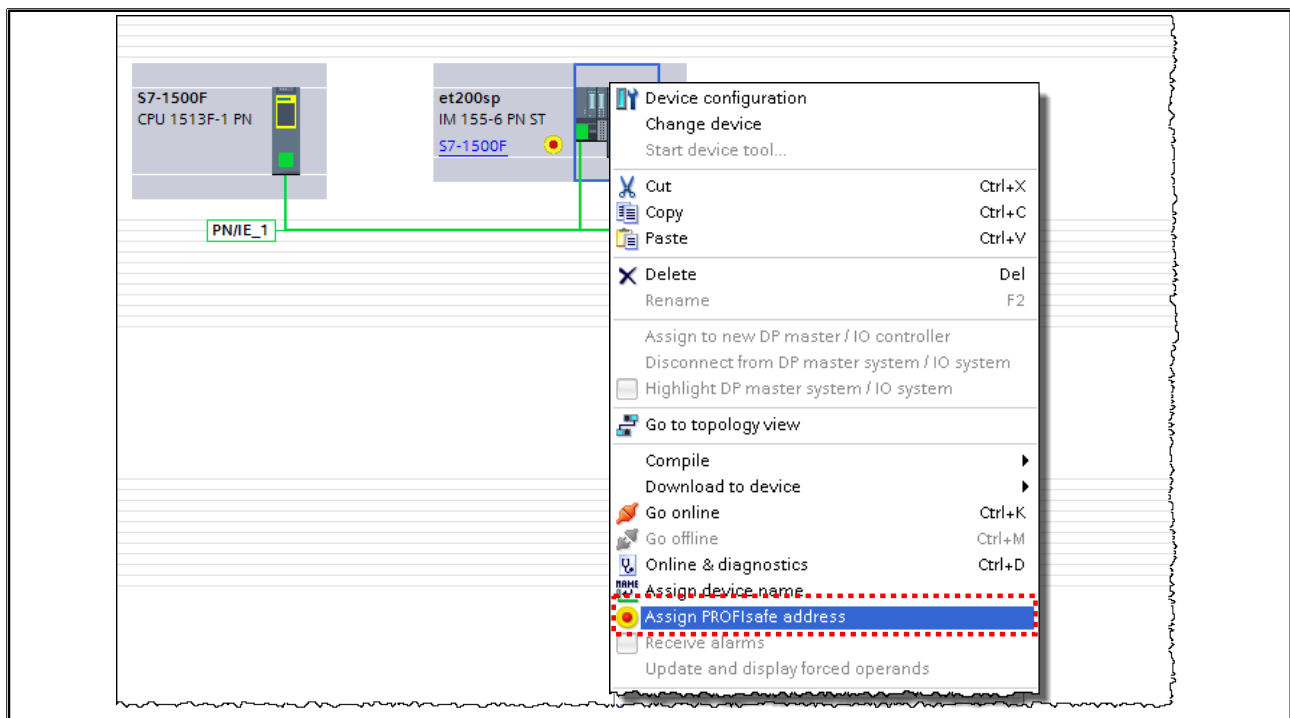 S7-1500F
CPU 1513F-1 PN
et200sp
IM 155-6 PN ST
S7-1500F
PN/IE_1
Device configuration
Change device
Start device tool...
Cut Ctrl+X
Copy Ctrl+C
Paste Ctrl+V
Delete Del
Rename F2
Assign to new DP master / IO controller
Disconnect from DP master system / IO system
Highlight DP master system / IO system
Go to topology view
Compile
Download to device
Go online Ctrl+K
Go offline Ctrl+M
Online & diagnostics Ctrl+D
NAME Assign device name
Assign PROFIsafe address
Receive alarms
Update and display forced operands